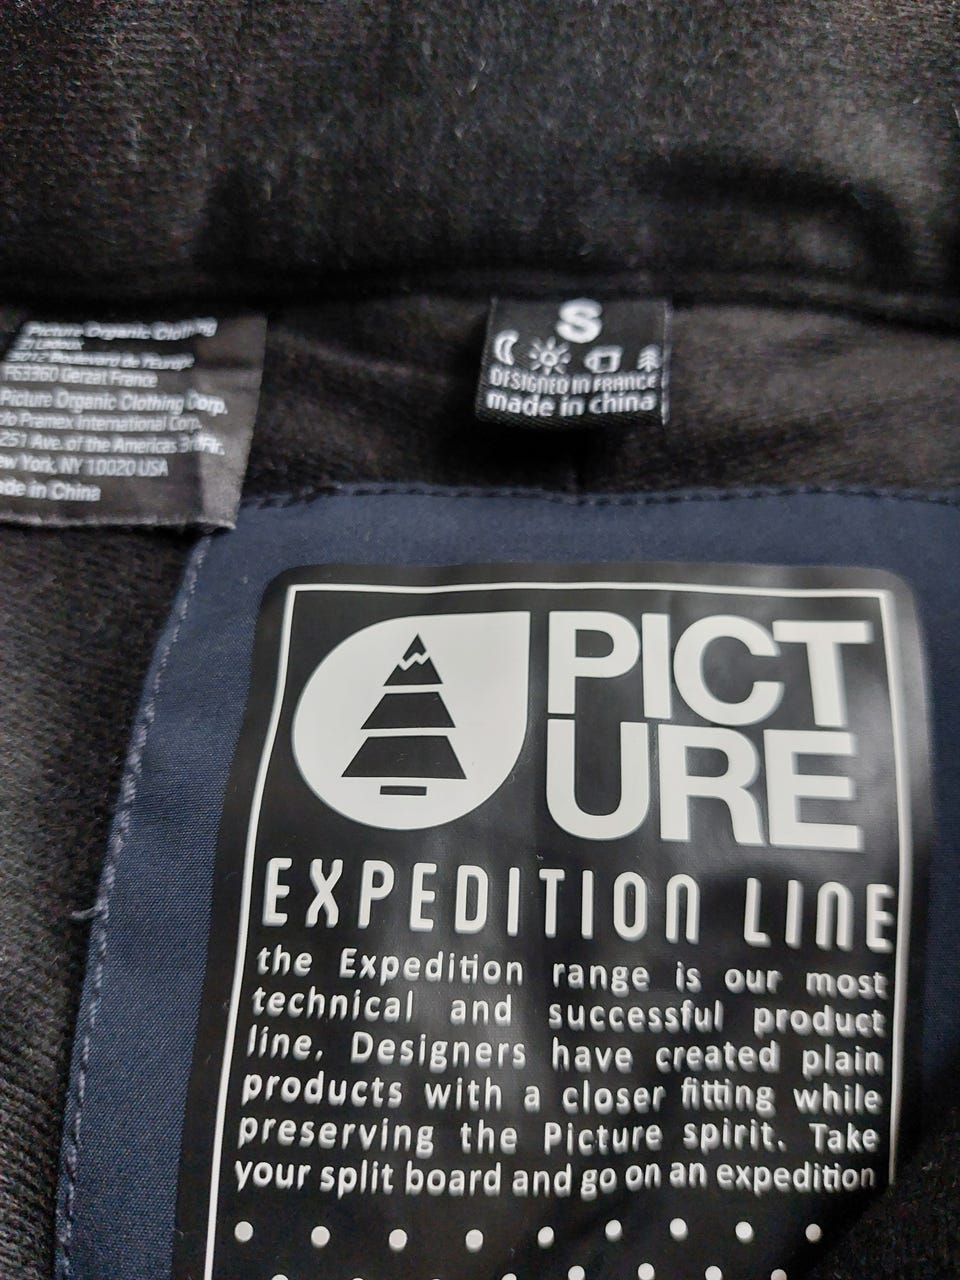 Picture Organic Clothing
F63360 Gerzat France
Picture Organic Clothing Corp.
Pramex International Corp.
251 Ave. of the Americas
York, NY 10020 USA
in China
S
DESIGNED IN FRANCE
made in china
PICT
URE
EXPEDITION LINE
the Expedition range is our most
technical and successful product
line. Designers have created plain
products with a closer fitting while
preserving the Picture spirit. Take
your split board and go on an expedition